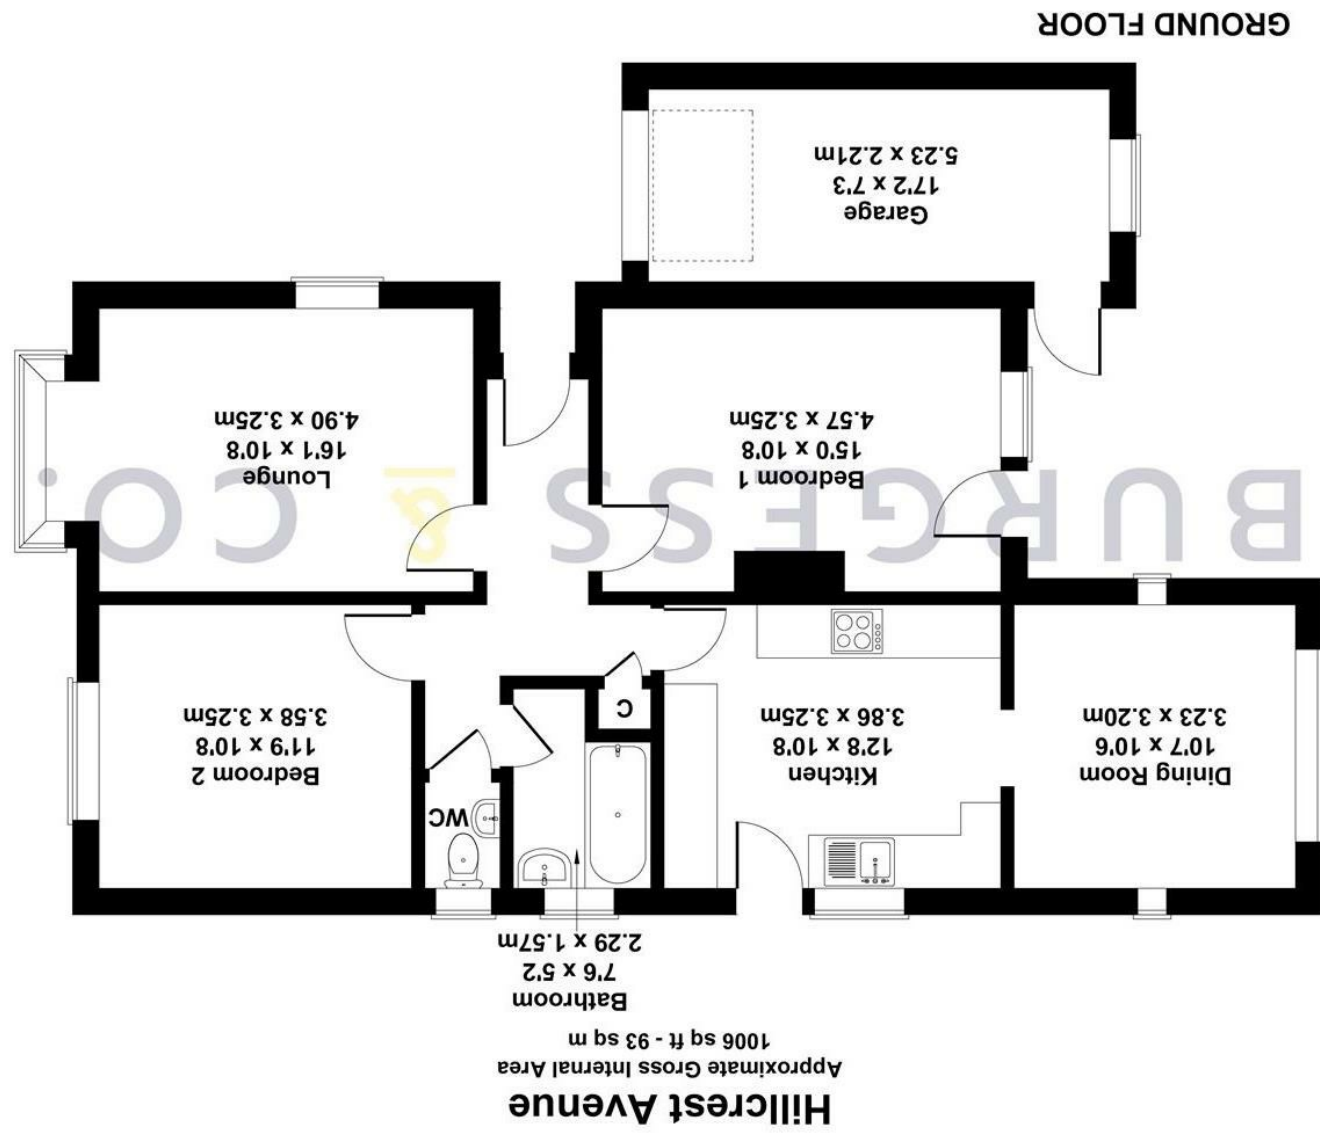 Hillcrest Avenue
Approximate Gross Internal Area
1006 sq ft - 93 sq m
Bathroom
7'6 x 5'2
2.29 x 1.57m
Dining Room
10'7 x 10'6
3.23 x 3.20m
Kitchen
12'8 x 10'8
3.86 x 3.25m
C
WC
Bedroom 2
11'9 x 10'8
3.58 x 3.25m
BURGESS & CO.
Bedroom 1
15'0 x 10'8
4.57 x 3.25m
Lounge
16'1 x 10'8
4.90 x 3.25m
Garage
17'2 x 7'3
5.23 x 2.21m
GROUND FLOOR